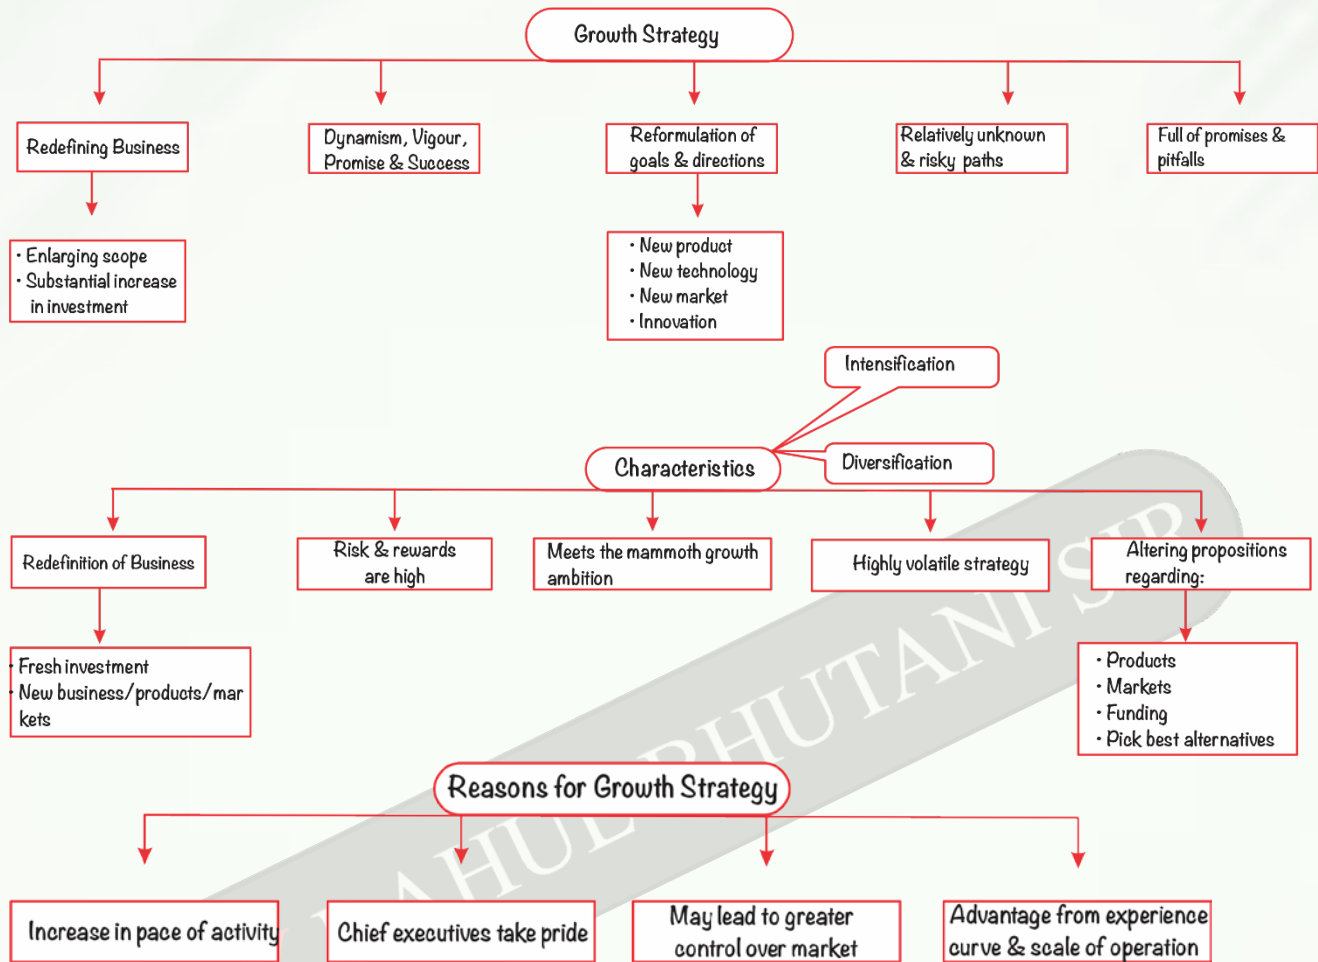 Growth Strategy
Redefining Business
Dynamism, Vigour,
Promise & Success
Reformulation of
goals & directions
Relatively unknown
& risky paths
Full of promises &
pitfalls
· Enlarging scope
· Substantial increase
in investment
· New product
· New technology
· New market
· Innovation
Intensification
Characteristics
Diversification
Redefinition of Business
Risk & rewards
are high
Meets the mammoth growth
ambition
Highly volatile strategy
Altering propositions
regarding:
· Fresh investment
· New business/products/mar
kets
· Products
· Markets
· Funding
· Pick best alternatives
Reasons for Growth Strategy
Increase in pace of activity
Chief executives take pride
May lead to greater
control over market
Advantage from experience
curve & scale of operation
BHUTANI SIR